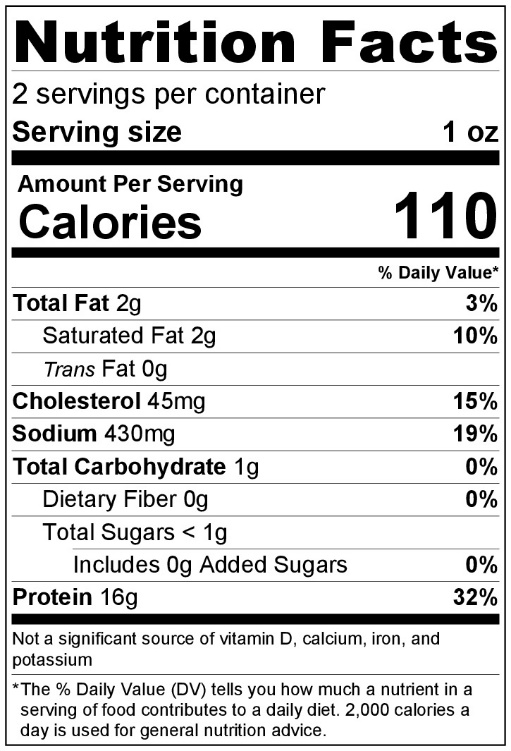 Nutrition Facts
2 servings per container
Serving size 1 oz
Amount Per Serving
Calories 110
% Daily Value*
Total Fat 2g 3%
Saturated Fat 2g 10%
Trans Fat 0g
Cholesterol 45mg 15%
Sodium 430mg 19%
Total Carbohydrate 1g 0%
Dietary Fiber 0g 0%
Total Sugars < 1g
Includes 0g Added Sugars 0%
Protein 16g 32%
Not a significant source of vitamin D, calcium, iron, and
potassium
*The % Daily Value (DV) tells you how much a nutrient in a
serving of food contributes to a daily diet. 2,000 calories a
day is used for general nutrition advice.